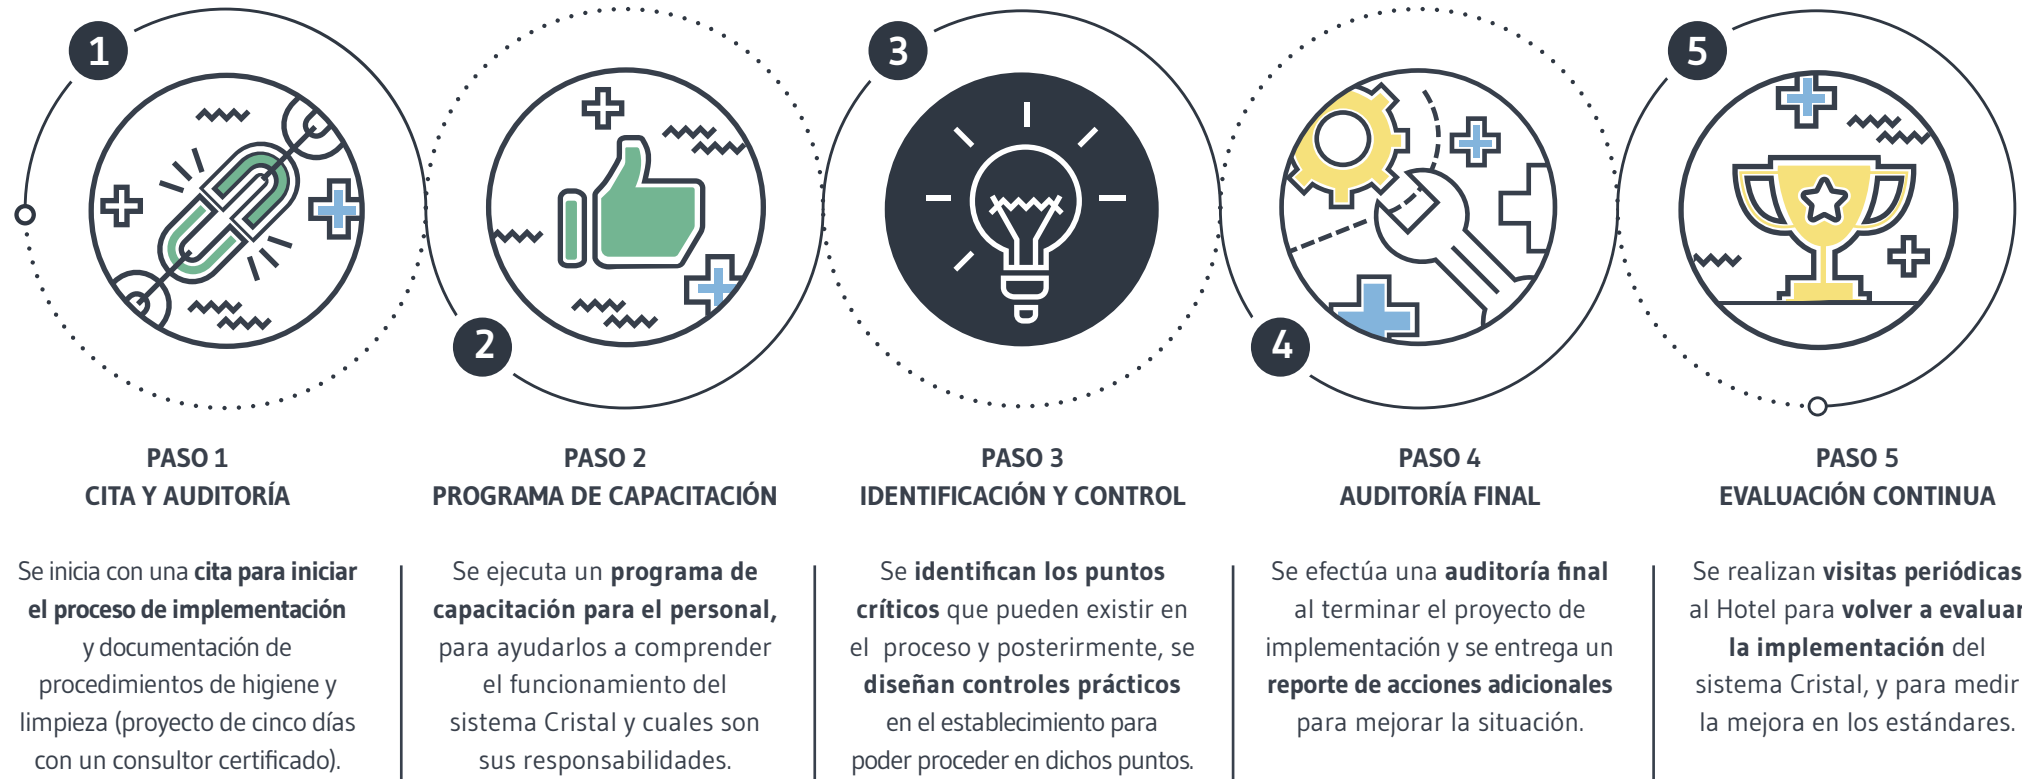 1
2
3
4
5
PASO 1
CITA Y AUDITORÍA
Se inicia con una cita para iniciar
el proceso de implementación
y documentación de
procedimientos de higiene y
limpieza (proyecto de cinco días
con un consultor certificado).
PASO 2
PROGRAMA DE CAPACITACIÓN
Se ejecuta un programa de
capacitación para el personal,
para ayudarlos a comprender
el funcionamiento del
sistema Cristal y cuales son
sus responsabilidades.
PASO 3
IDENTIFICACIÓN Y CONTROL
Se identifican los puntos
críticos que pueden existir en
el proceso y posterirmente, se
diseñan controles prácticos
en el establecimiento para
poder proceder en dichos puntos.
PASO 4
AUDITORÍA FINAL
Se efectúa una auditoría final
al terminar el proyecto de
implementación y se entrega un
reporte de acciones adicionales
para mejorar la situación.
PASO 5
EVALUACIÓN CONTINUA
Se realizan visitas periódicas
al Hotel para volver a evaluar
la implementación del
sistema Cristal, y para medir
la mejora en los estándares.